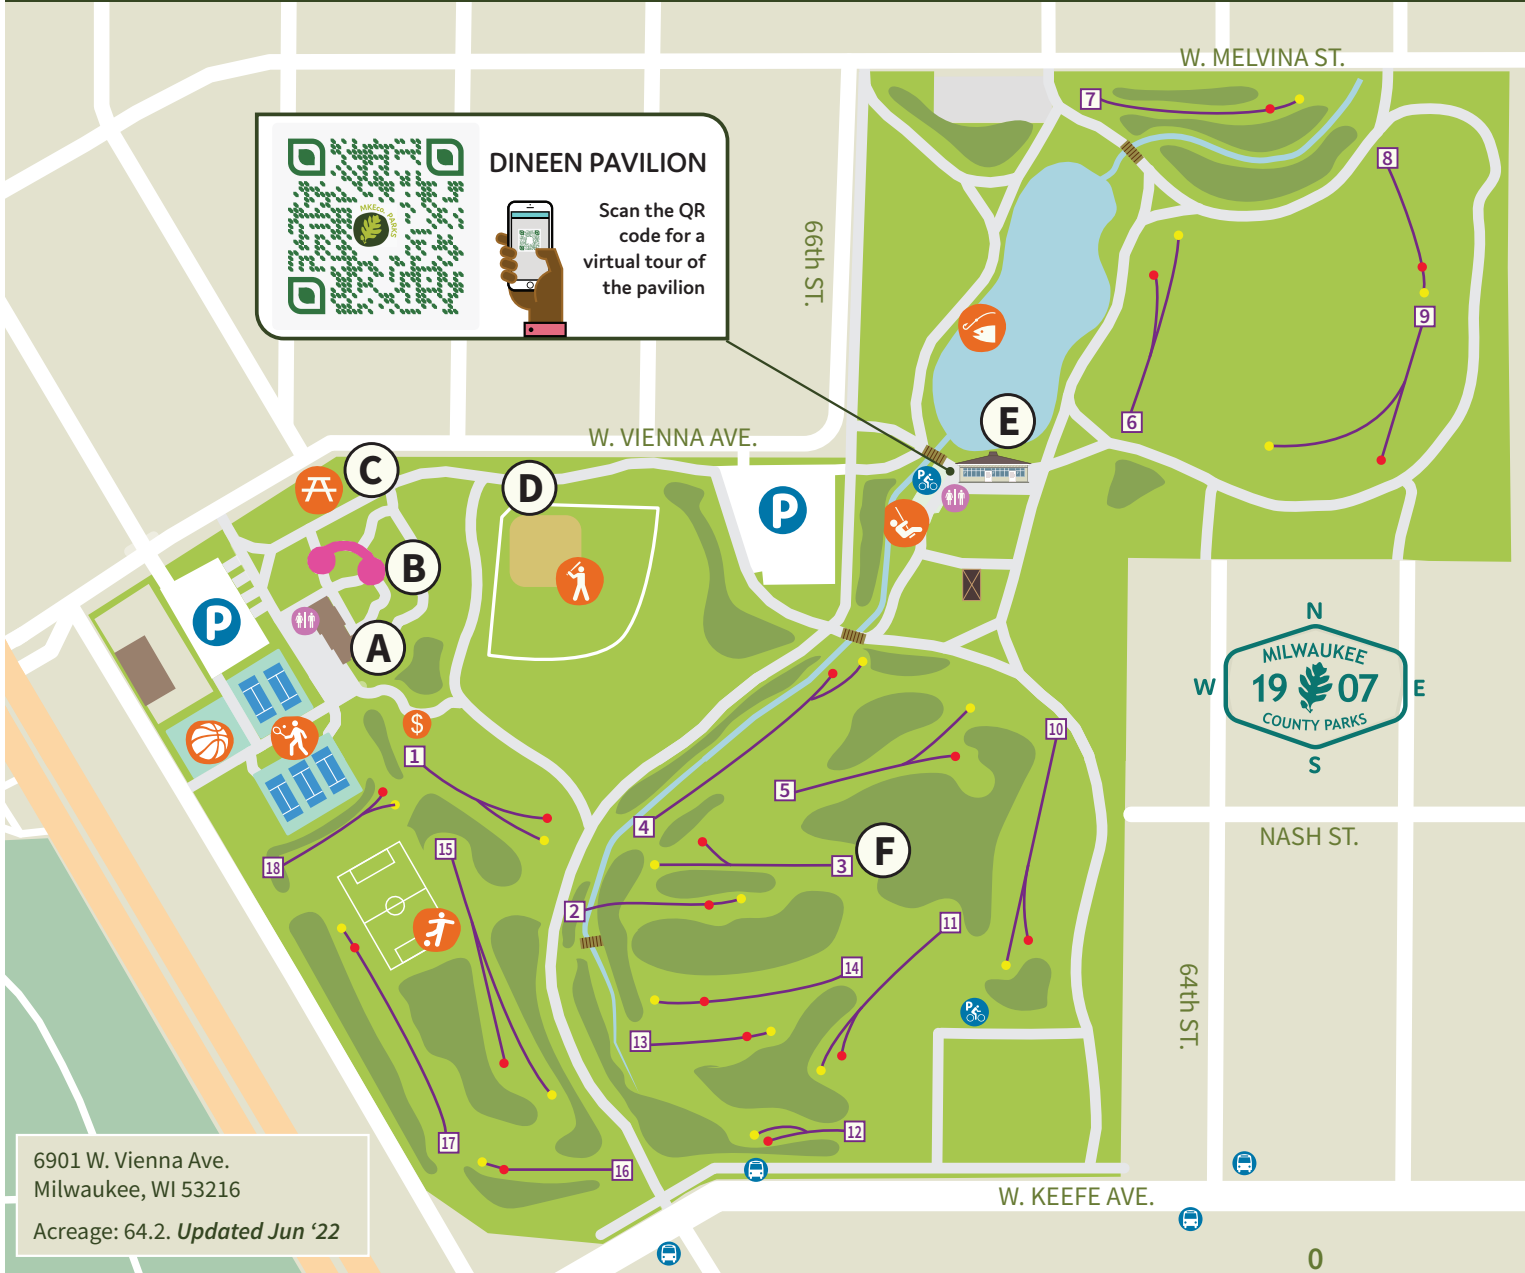 W. MELVINA ST.
7
8
DINEEN PAVILION
Scan the QR
code for a
virtual tour of
the pavilion
MKEco. PARKS
66th ST.
9
6
E
W. VIENNA AVE.
C
D
P
P
B
P
A
N
MILWAUKEE
W
19
07
E
COUNTY PARKS
S
$
1
10
5
4
NASH ST.
15
F
3
18
2
11
14
64th ST.
P
13
12
17
16
6901 W. Vienna Ave.
Milwaukee, WI 53216
Acreage: 64.2. Updated Jun ‘22
W. KEEFE AVE.
0